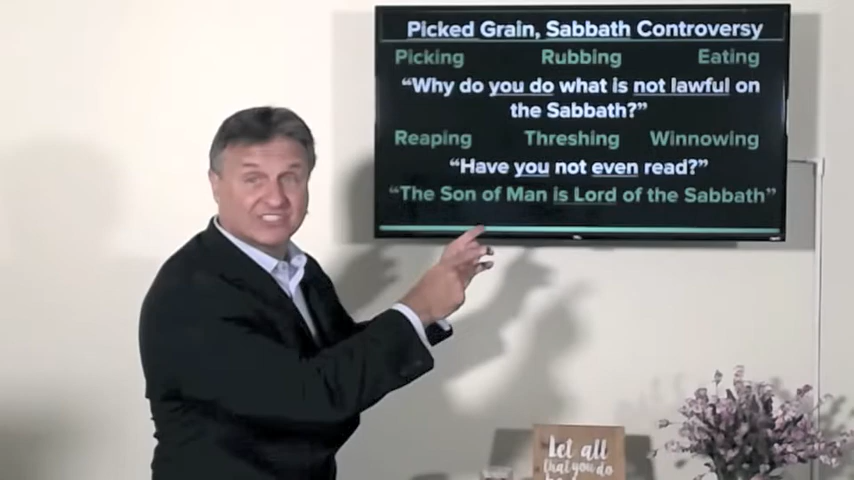 Picked Grain, Sabbath Controversy
Picking Rubbing Eating
“Why do you do what is not lawful on
the Sabbath?”
Reaping Threshing Winnowing
“Have you not even read?”
“The Son of Man is Lord of the Sabbath”
Let all
that you do